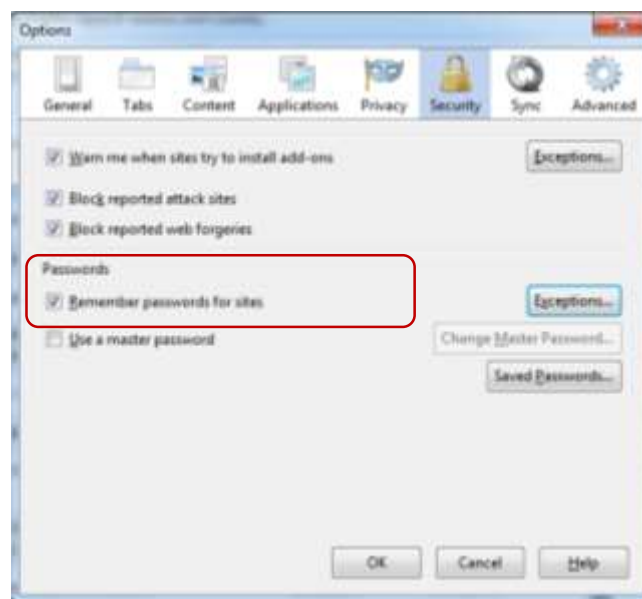 Options
General Tabs Content Applications Privacy Security Sync Advanced
Warn me when sites try to install add-ons Exceptions...
Block reported attack sites
Block reported web forgeries
Passwords
Remember passwords for sites Exceptions...
Use a master password Change Master Password...
Saved Passwords...
OK Cancel Help